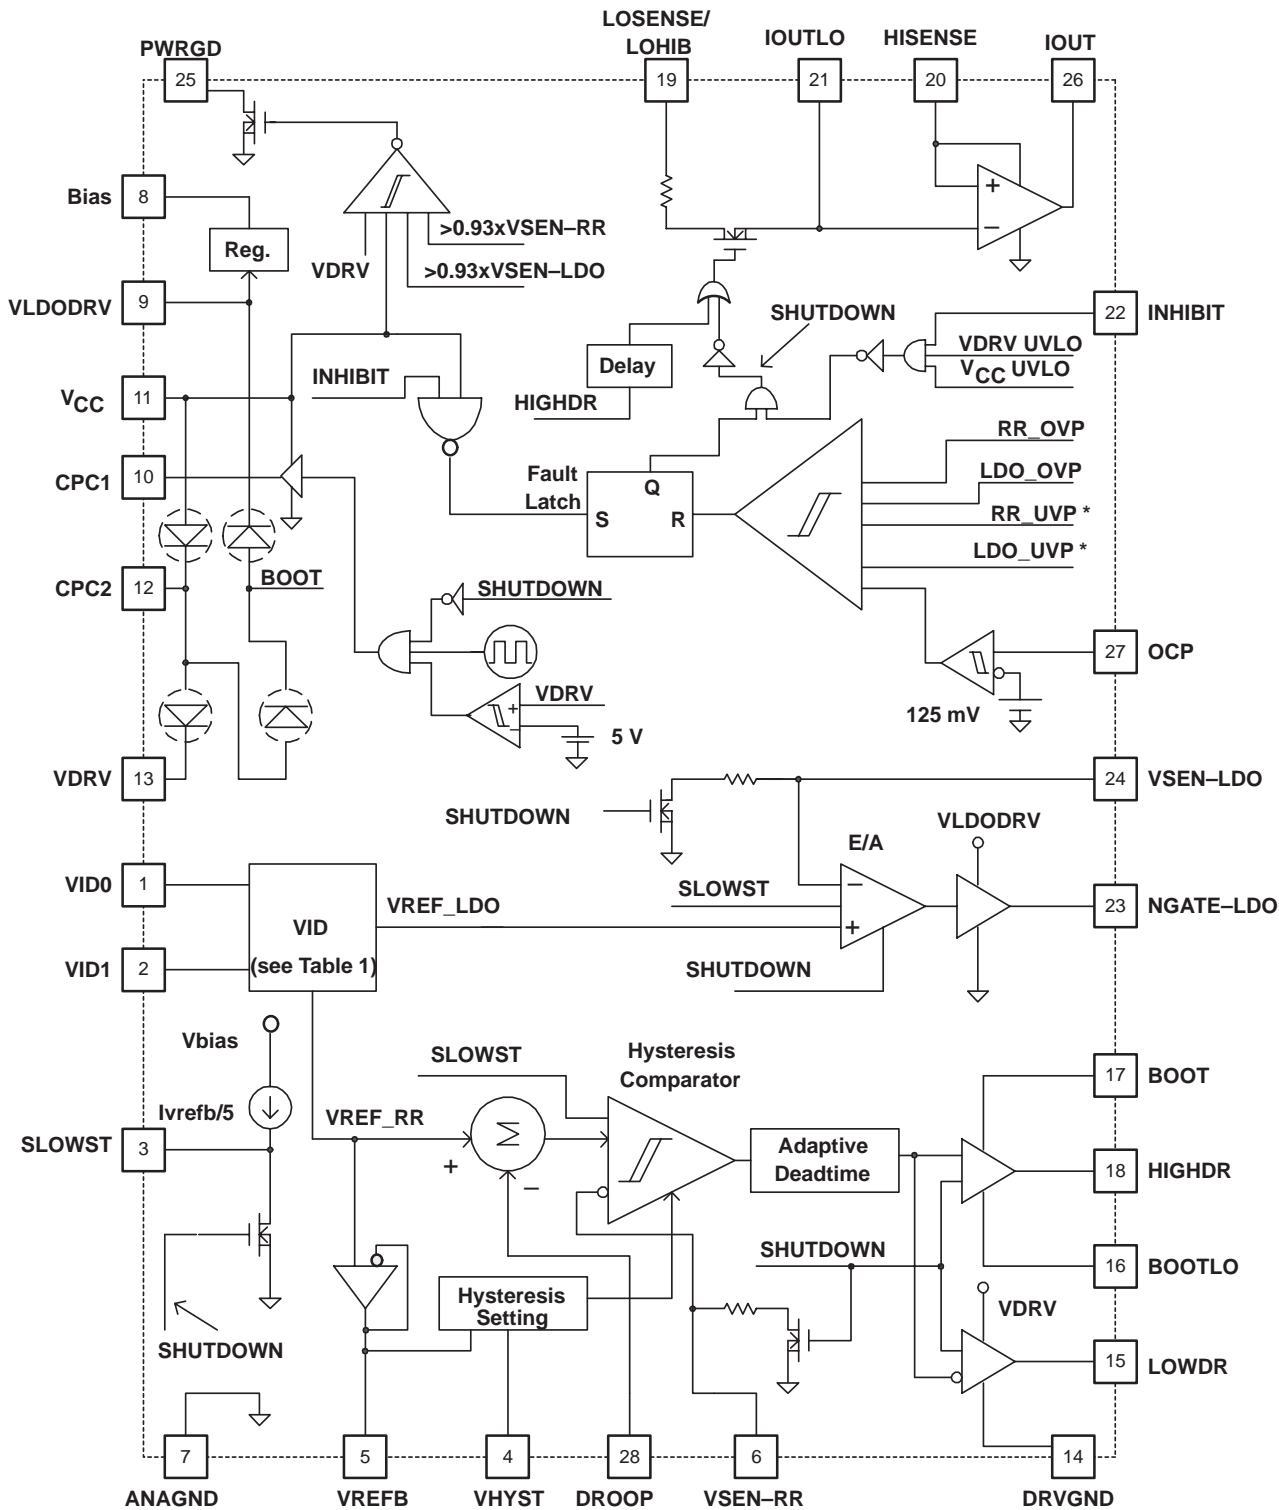 LOSENSE/
LOHIB
IOUTLO
HISENSE
IOUT
PWRGD
25
19
21
20
26
Bias
8
+
−
>0.93xVSEN–RR
Reg.
VDRV
>0.93xVSEN–LDO
VLDODRV
9
SHUTDOWN
22
INHIBIT
VDRV UVLO
Delay
VCC UVLO
INHIBIT
VCC
11
HIGHDR
RR_OVP
CPC1
10
Fault
Latch
Q
S
R
LDO_OVP
RR_UVP *
LDO_UVP *
CPC2
12
BOOT
SHUTDOWN
27
OCP
VDRV
+
−
5 V
125 mV
VDRV
13
24
VSEN–LDO
SHUTDOWN
VLDODRV
E/A
VID0
1
SLOWST
−
VREF_LDO
+
23
NGATE–LDO
VID
(see Table 1)
VID1
2
SHUTDOWN
Vbias
SLOWST
Hysteresis
Comparator
17
BOOT
Ivrefb/5
VREF_RR
Σ
SLOWST
3
+
−
Adaptive
Deadtime
18
HIGHDR
SHUTDOWN
16
BOOTLO
Hysteresis
Setting
VDRV
SHUTDOWN
15
LOWDR
7
5
4
28
6
14
ANAGND
VREFB
VHYST
DROOP
VSEN–RR
DRVGND